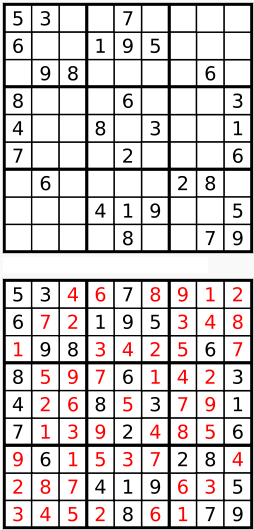 5 3 7
6 1 9 5
9 8 6
8 6 3
4 8 3 1
7 2 6
6 2 8
4 1 9 5
8 7 9
5 3 4 6 7 8 9 1 2
6 7 2 1 9 5 3 4 8
1 9 8 3 4 2 5 6 7
8 5 9 7 6 1 4 2 3
4 2 6 8 5 3 7 9 1
7 1 3 9 2 4 8 5 6
9 6 1 5 3 7 2 8 4
2 8 7 4 1 9 6 3 5
3 4 5 2 8 6 1 7 9